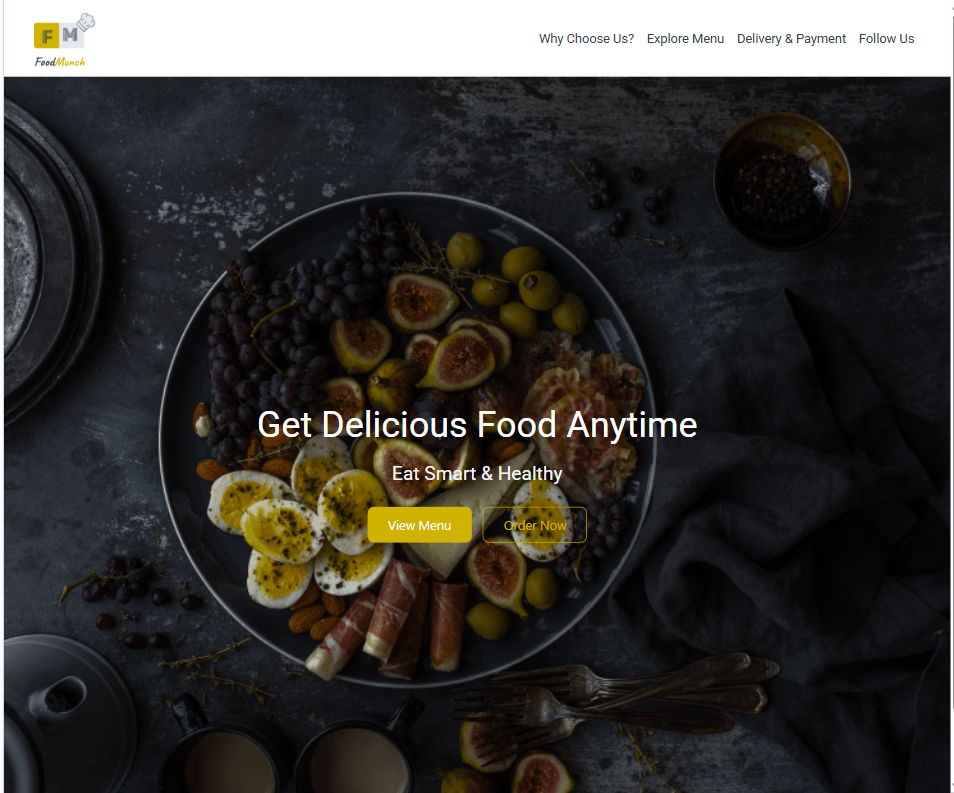 FM
FoodMunch
Why Choose Us? Explore Menu Delivery & Payment Follow Us
Get Delicious Food Anytime
Eat Smart & Healthy
View Menu Order Now